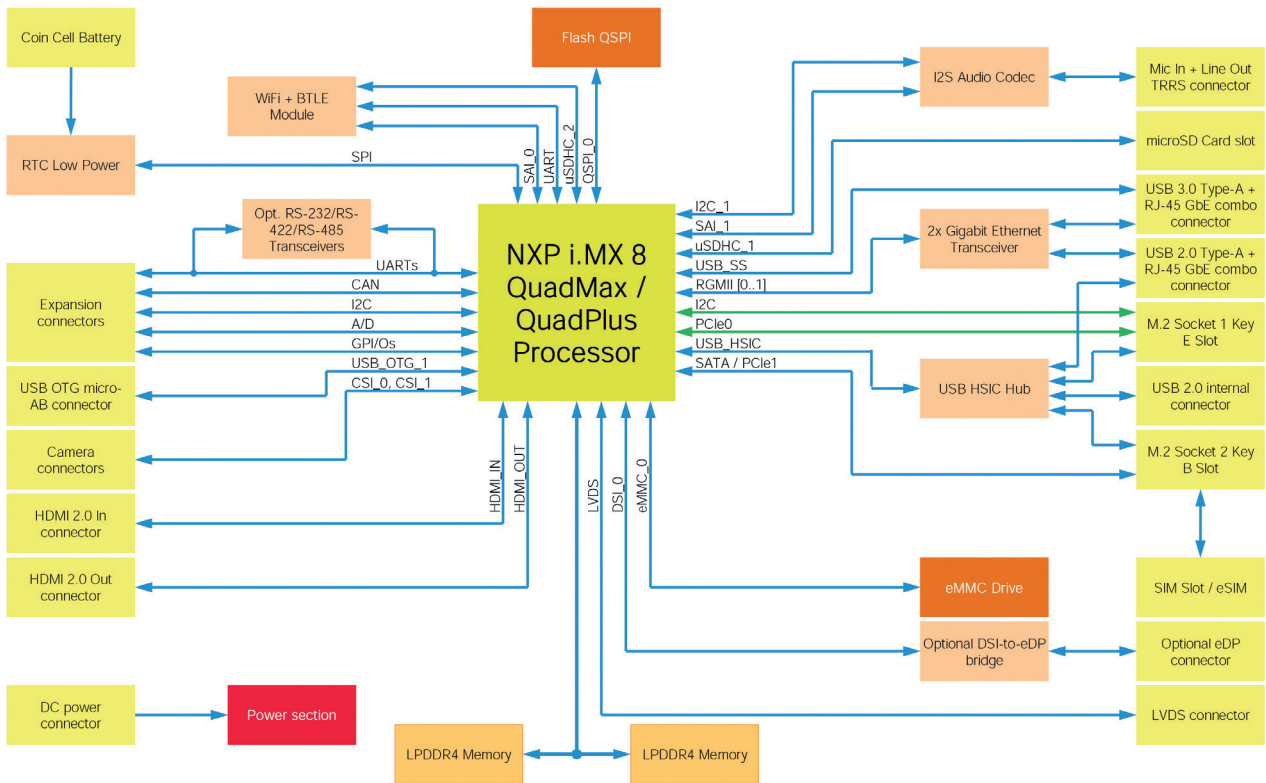 Coin Cell Battery
Flash QSPI
WiFi + BTLE
Module
I2S Audio Codec
Mic In + Line Out
TRRS connector
RTC Low Power
SPI
SAI_0
UART
uSDHC_2
QSPI_0
microSD Card slot
Opt. RS-232/RS-
422/RS-485
Transceivers
NXP i.MX 8
QuadMax /
QuadPlus
Processor
I2C_1
SAI_1
uSDHC_1
USB_SS
RGMII [0..1]
I2C
PCIe0
USB_HSIC
SATA / PCIe1
2x Gigabit Ethernet
Transceiver
USB 3.0 Type-A +
RJ-45 GbE combo
connector
USB 2.0 Type-A +
RJ-45 GbE combo
connector
Expansion
connectors
UARTs
CAN
I2C
A/D
GPI/Os
USB_OTG_1
CSI_0, CSI_1
M.2 Socket 1 Key
E Slot
USB OTG micro-
AB connector
USB HSIC Hub
USB 2.0 internal
connector
Camera
connectors
M.2 Socket 2 Key
B Slot
HDMI_IN
HDMI_OUT
LVDS
DSI_0
eMMC_0
HDMI 2.0 In
connector
HDMI 2.0 Out
connector
eMMC Drive
SIM Slot / eSIM
Optional DSI-to-eDP
bridge
Optional eDP
connector
DC power
connector
Power section
LVDS connector
LPDDR4 Memory
LPDDR4 Memory